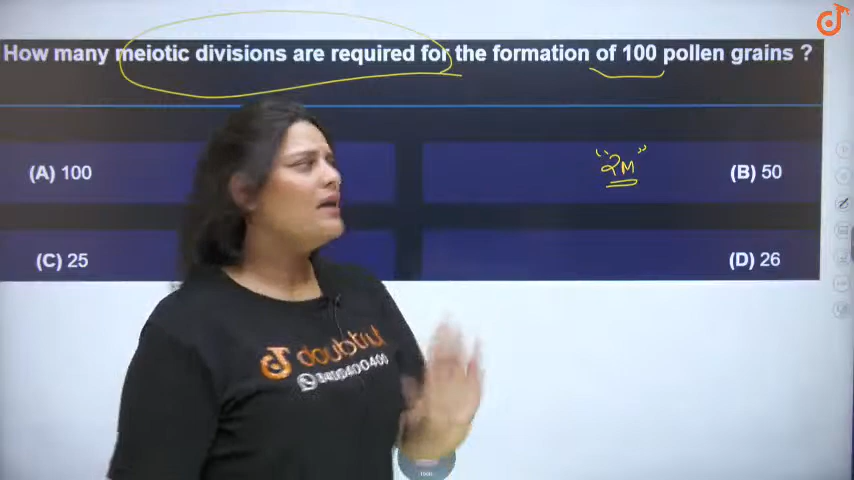 How many meiotic divisions are required for the formation of 100 pollen grains ?
"2M"
(A) 100
(B) 50
(C) 25
(D) 26
doubtnut
8400400400